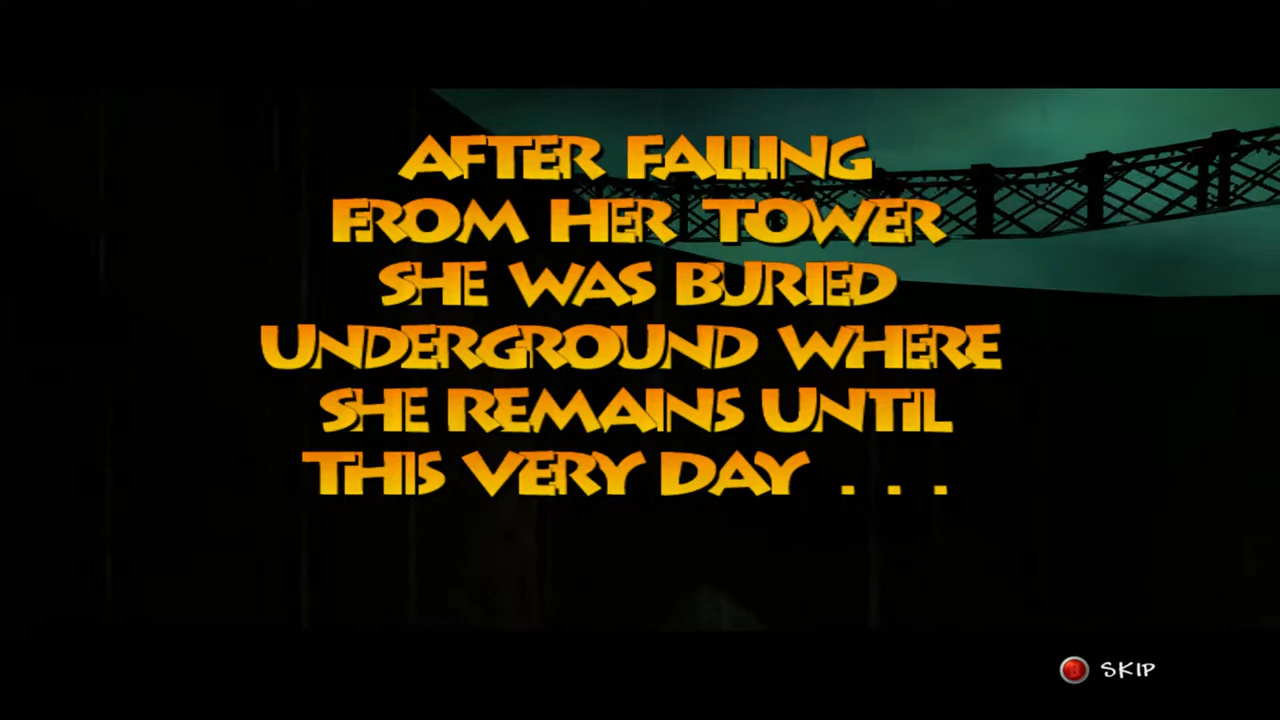 AFTER FALLING
FROM HER TOWER
SHE WAS BURIED
UNDERGROUND WHERE
SHE REMAINS UNTIL
THIS VERY DAY . . .
B SKIP